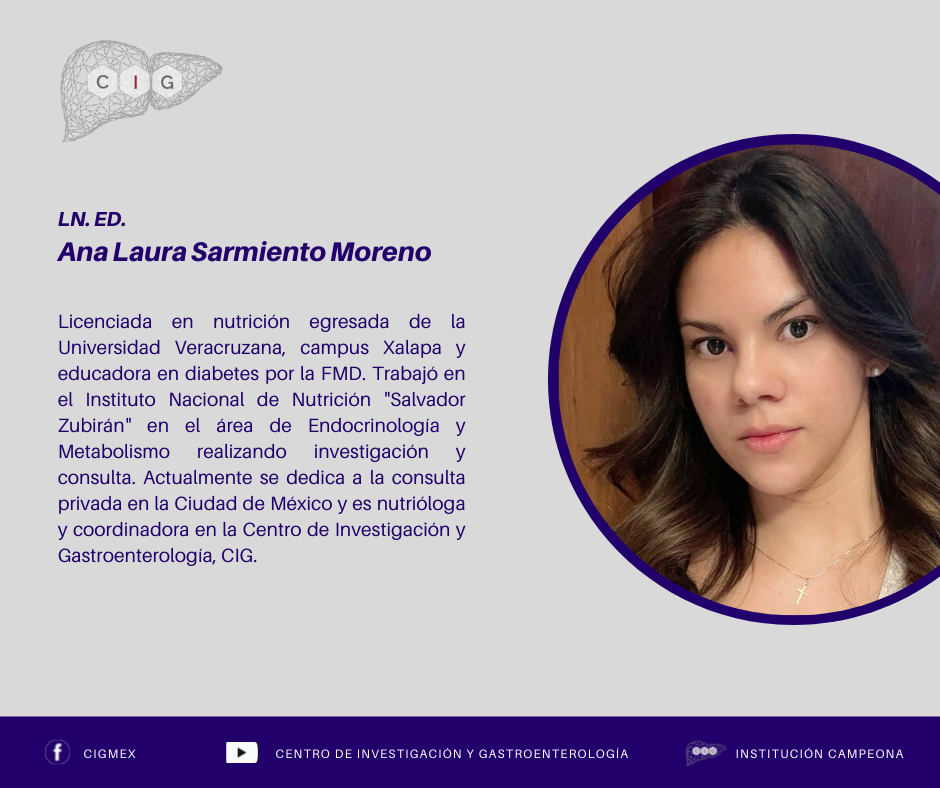 C I G
LN. ED.
Ana Laura Sarmiento Moreno
Licenciada en nutrición egresada de la
Universidad Veracruzana, campus Xalapa y
educadora en diabetes por la FMD. Trabajó en
el Instituto Nacional de Nutrición "Salvador
Zubirán" en el área de Endocrinología y
Metabolismo realizando investigación y
consulta. Actualmente se dedica a la consulta
privada en la Ciudad de México y es nutrióloga
y coordinadora en la Centro de Investigación y
Gastroenterología, CIG.
f CIGMEX CENTRO DE INVESTIGACIÓN Y GASTROENTEROLOGÍA CIG INSTITUCIÓN CAMPEONA